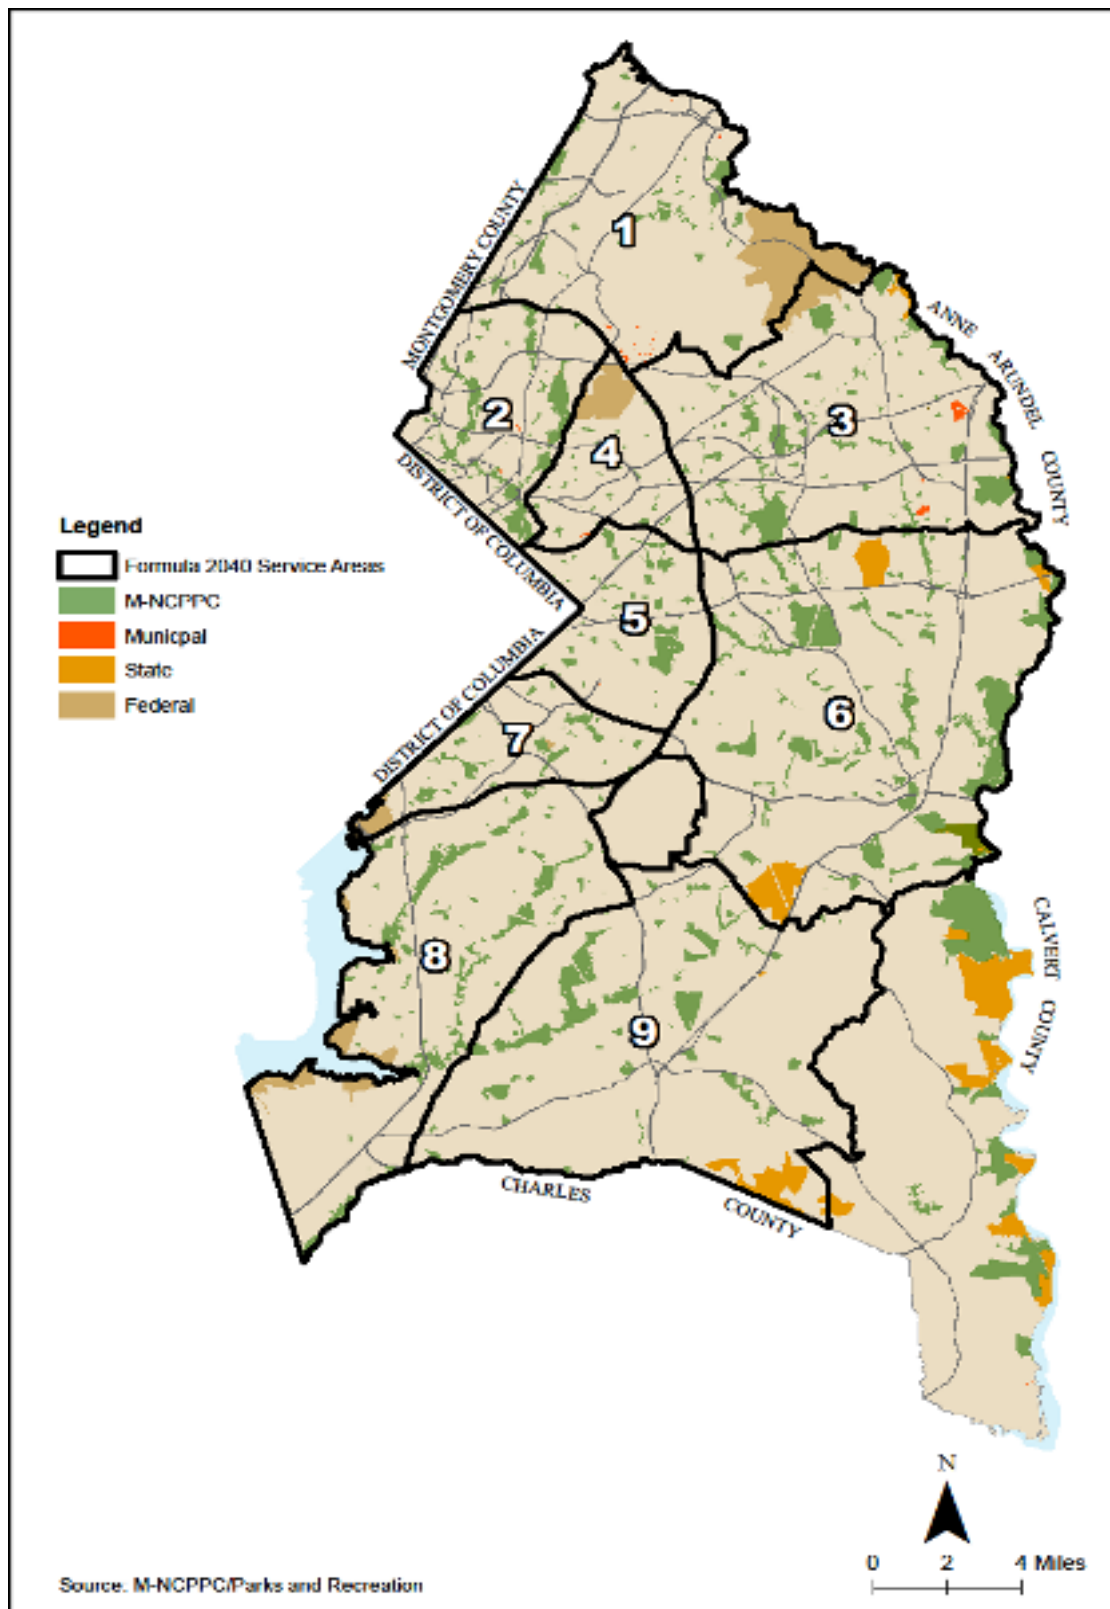 MONTGOMERY COUNTY
1
ANNE ARUNDEL COUNTY
2
3
4
DISTRICT OF COLUMBIA
Legend
Formula 2040 Service Areas
M-NCPPC
Municpal
State
Federal
5
DISTRICT OF COLUMBIA
6
7
CALVERT COUNTY
8
9
CHARLES COUNTY
N
0 2 4 Miles
Source. M-NCPPC/Parks and Recreation